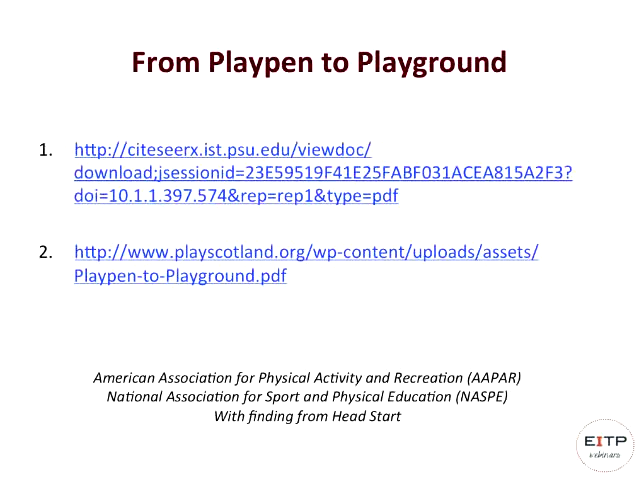 From Playpen to Playground
1. http://citeseerx.ist.psu.edu/viewdoc/
download;jsessionid=23E59519F41E25FABF031ACEA815A2F3?
doi=10.1.1.397.574&rep=rep1&type=pdf
2. http://www.playscotland.org/wp-content/uploads/assets/
Playpen-to-Playground.pdf
American Association for Physical Activity and Recreation (AAPAR)
National Association for Sport and Physical Education (NASPE)
With finding from Head Start
EITP
webinars